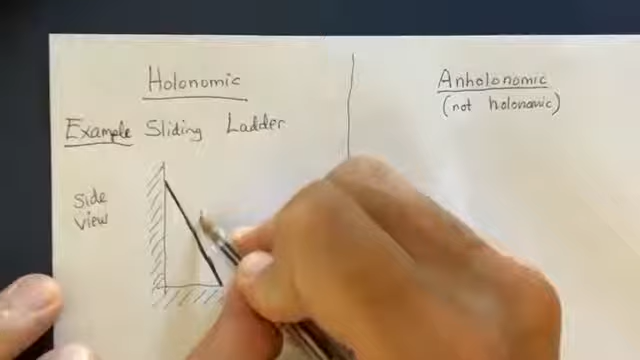 Holonomic
Example Sliding Ladder
Side
view
Anholonomic
(not holonomic)